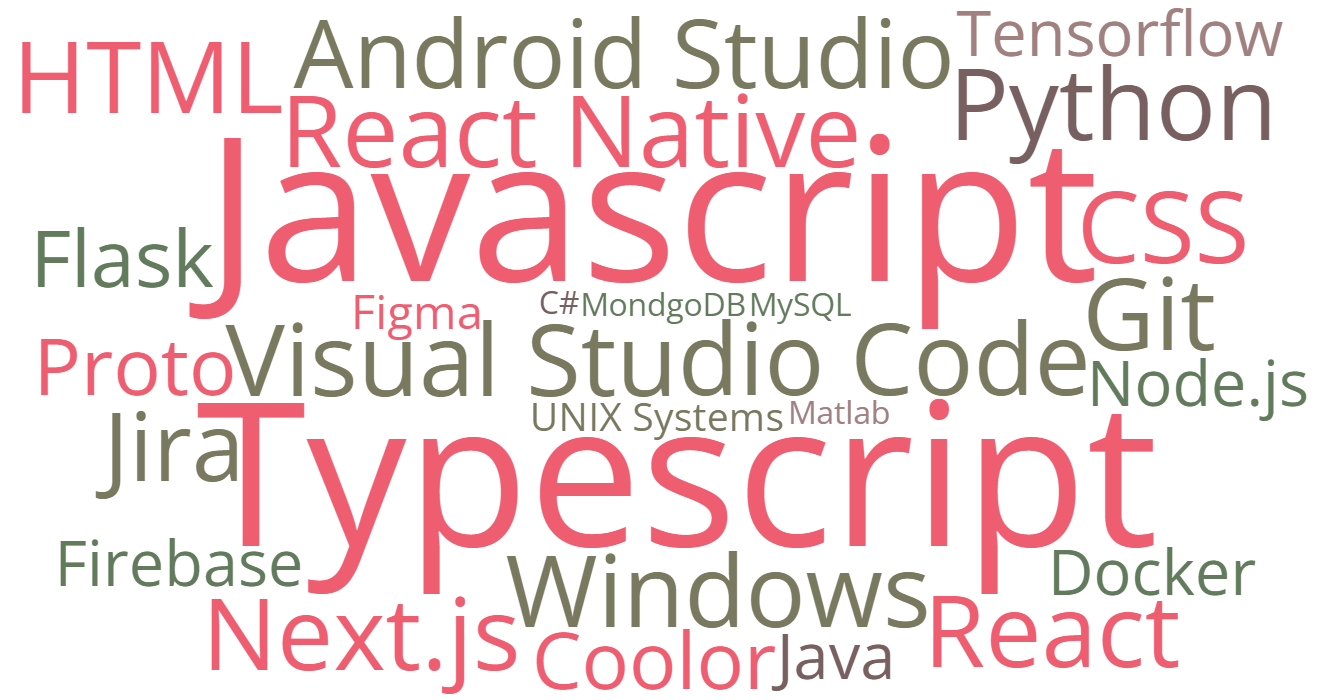 Tensorflow
HTML
Android Studio
Python
React Native
Javascript
CSS
Flask
Git
Figma
C#
MondgoDB
MySQL
Proto
Visual Studio Code
Node.js
UNIX Systems
Matlab
Jira
Typescript
Firebase
Windows
Docker
Next.js
React
Coolor
Java